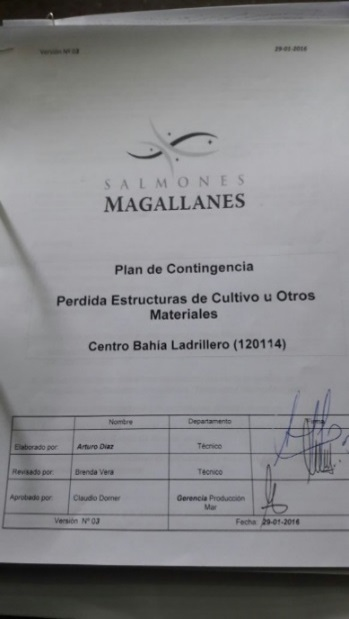 Versión Nº 03 29-01-2016
SALMONES
MAGALLANES
Plan de Contingencia
Perdida Estructuras de Cultivo u Otros
Materiales
Centro Bahía Ladrillero (120114)
Nombre Departamento Firma
Elaborado por: Arturo Díaz Técnico
Revisado por: Brenda Vera Técnico
Aprobado por: Claudio Dorner Gerencia Producción
Mar
Versión Nº 03 Fecha: 29-01-2016